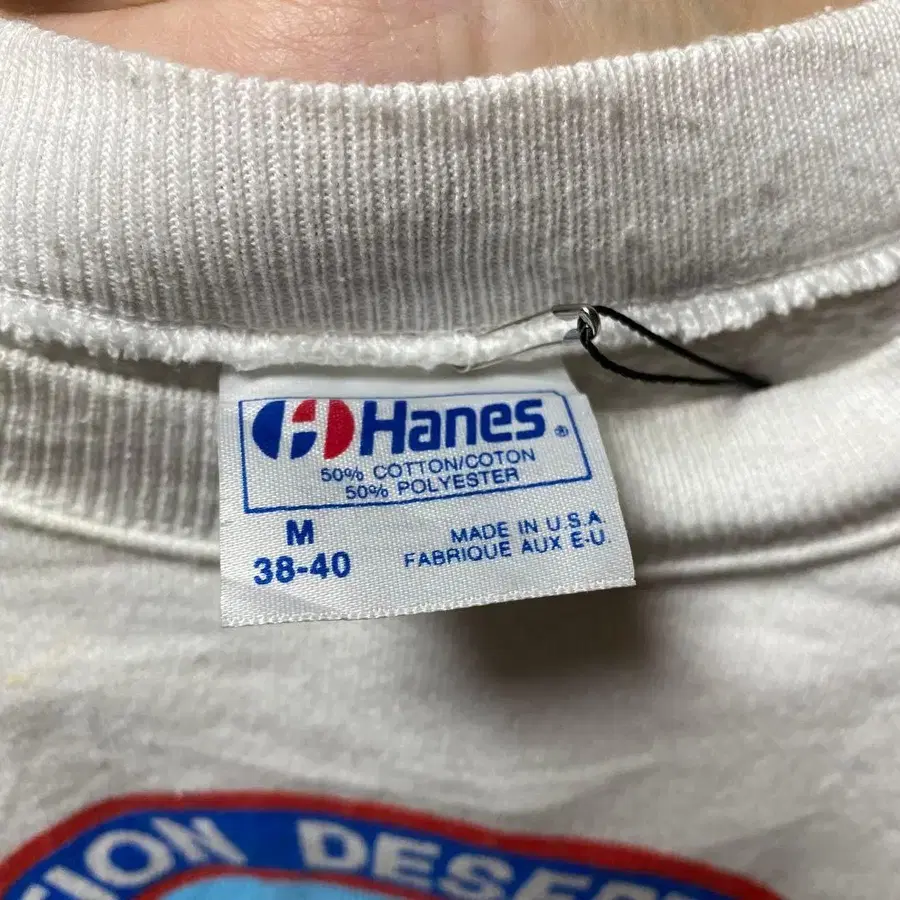 Hanes®
50% COTTON/COTON
50% POLYESTER
M
38-40
MADE IN U.S.A.
FABRIQUE AUX E-U